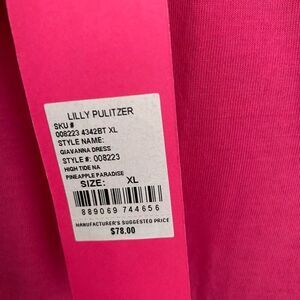 LILLY PULITZER
SKU #
008223 4342BT XL
STYLE NAME:
GIAVANNA DRESS
STYLE #: 008223
HIGH TIDE NA
PINEAPPLE PARADISE
SIZE: XL
889069 744656
MANUFACTURER'S SUGGESTED PRICE
$78.00